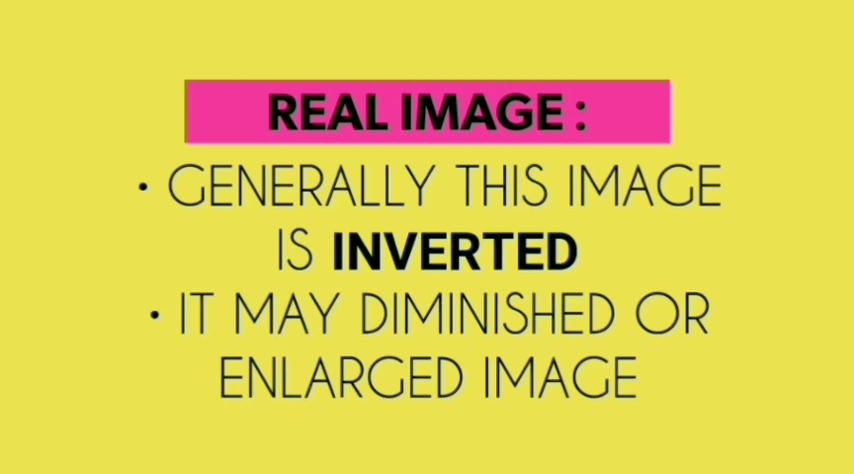 REAL IMAGE :
• GENERALLY THIS IMAGE
IS INVERTED
• IT MAY DIMINISHED OR
ENLARGED IMAGE